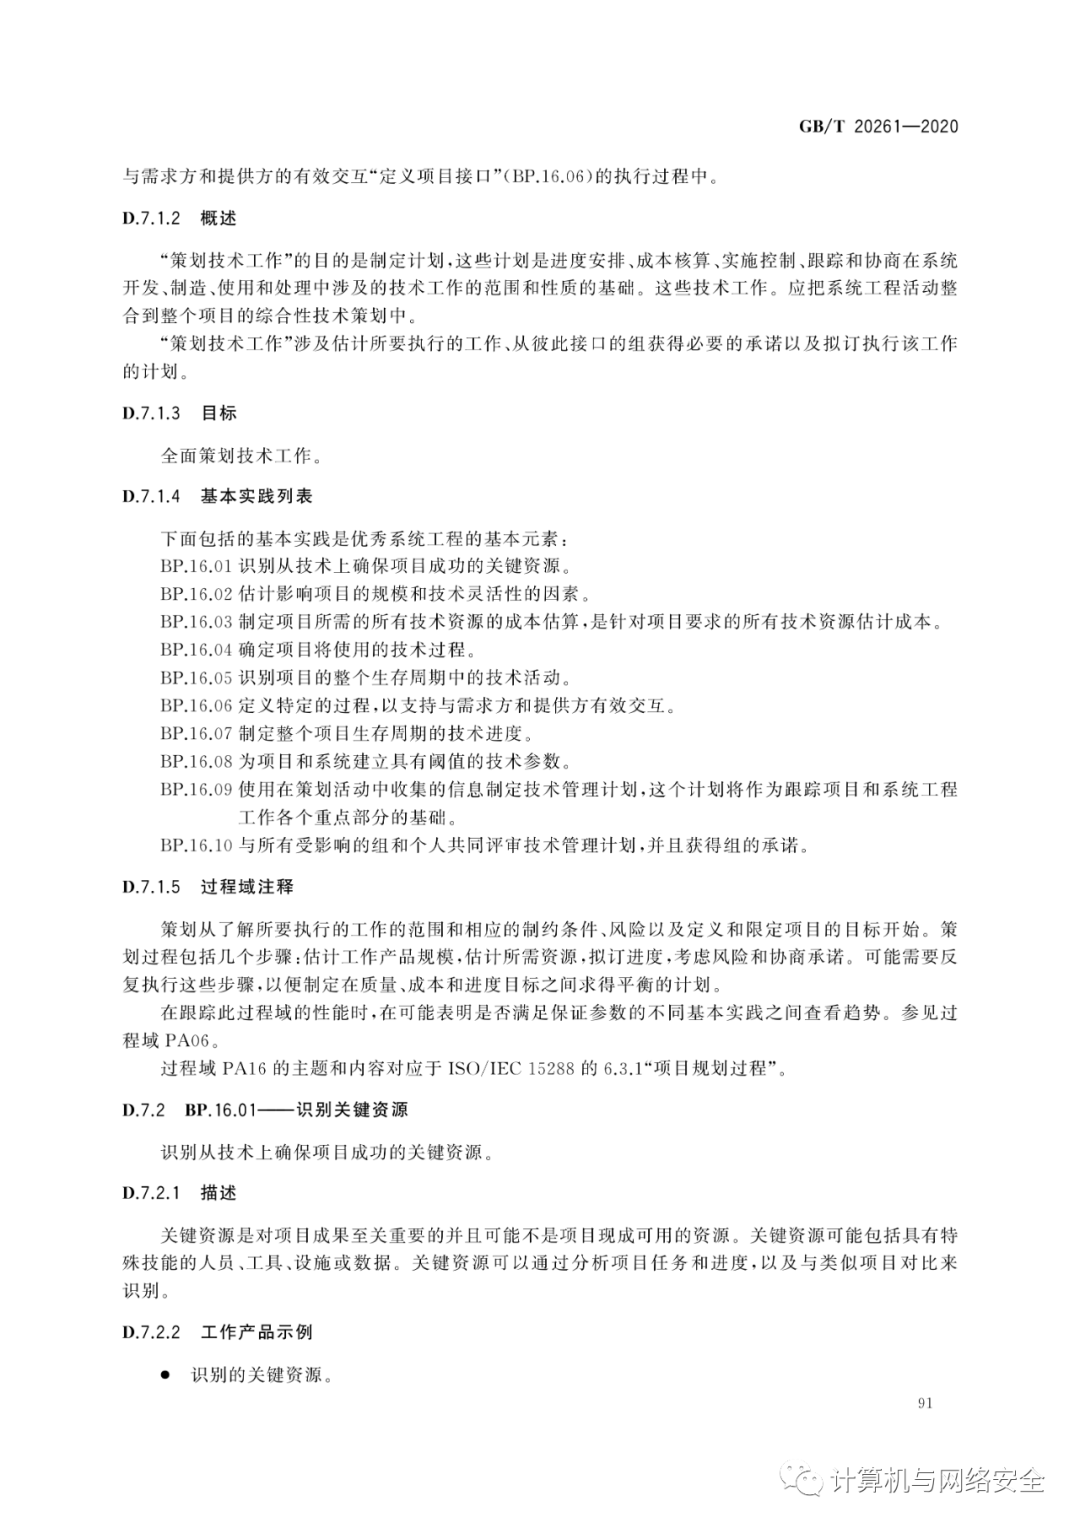 GB/T 20261—2020
与需求方和提供方的有效交互“定义项目接口”(BP.16.06)的执行过程中。
D.7.1.2 概述
“策划技术工作”的目的是制定计划,这些计划是进度安排、成本核算、实施控制、跟踪和协商在系统
开发、制造、使用和处理中涉及的技术工作的范围和性质的基础。这些技术工作。应把系统工程活动整
合到整个项目的综合性技术策划中。
“策划技术工作”涉及估计所要执行的工作、从彼此接口的组获得必要的承诺以及拟订执行该工作
的计划。
D.7.1.3 目标
全面策划技术工作。
D.7.1.4 基本实践列表
下面包括的基本实践是优秀系统工程的基本元素:
BP.16.01 识别从技术上确保项目成功的关键资源。
BP.16.02 估计影响项目的规模和技术灵活性的因素。
BP.16.03 制定项目所需的所有技术资源的成本估算,是针对项目要求的所有技术资源估计成本。
BP.16.04 确定项目将使用的技术过程。
BP.16.05 识别项目的整个生存周期中的技术活动。
BP.16.06 定义特定的过程,以支持与需求方和提供方有效交互。
BP.16.07 制定整个项目生存周期的技术进度。
BP.16.08 为项目和系统建立具有阈值的技术参数。
BP.16.09 使用在策划活动中收集的信息制定技术管理计划,这个计划将作为跟踪项目和系统工程
工作各个重点部分的基础。
BP.16.10 与所有受影响的组和个人共同评审技术管理计划,并且获得组的承诺。
D.7.1.5 过程域注释
策划从了解所要执行的工作的范围和相应的制约条件、风险以及定义和限定项目的目标开始。策
划过程包括几个步骤:估计工作产品规模,估计所需资源,拟订进度,考虑风险和协商承诺。可能需要反
复执行这些步骤,以便制定在质量、成本和进度目标之间求得平衡的计划。
在跟踪此过程域的性能时,在可能表明是否满足保证参数的不同基本实践之间查看趋势。参见过
程域 PA06。
过程域 PA16 的主题和内容对应于 ISO/IEC 15288 的 6.3.1“项目规划过程”。
D.7.2 BP.16.01——识别关键资源
识别从技术上确保项目成功的关键资源。
D.7.2.1 描述
关键资源是对项目成果至关重要的并且可能不是项目现成可用的资源。关键资源可能包括具有特
殊技能的人员、工具、设施或数据。关键资源可以通过分析项目任务和进度,以及与类似项目对比来
识别。
D.7.2.2 工作产品示例
● 识别的关键资源。
91
计算机与网络安全